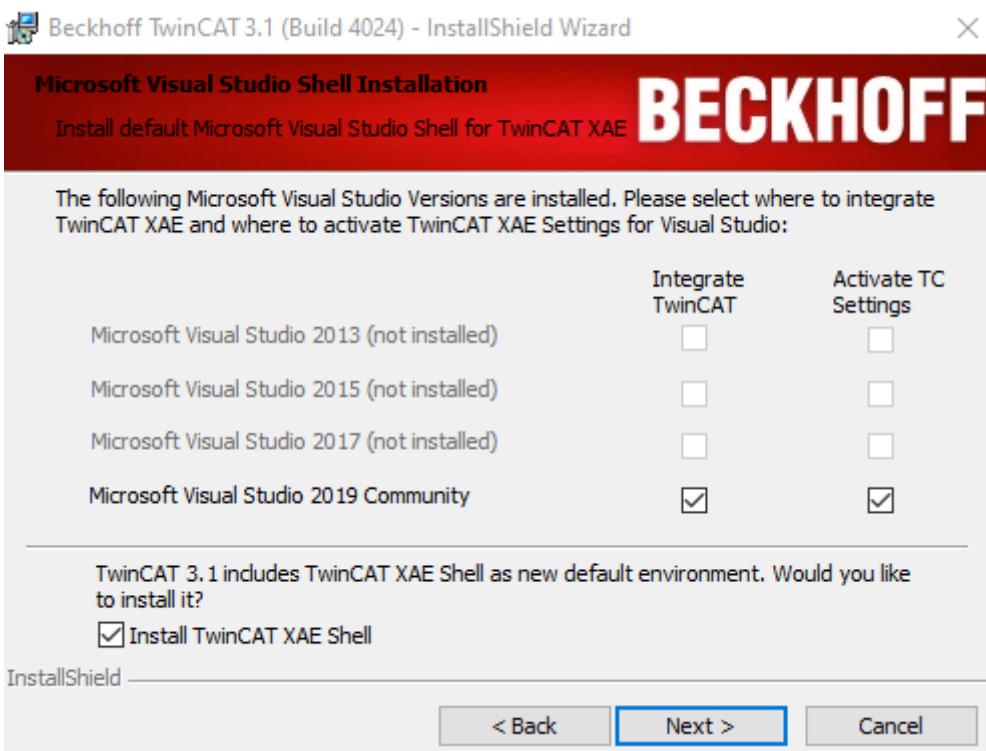 Beckhoff TwinCAT 3.1 (Build 4024) - InstallShield Wizard
Microsoft Visual Studio Shell Installation
Install default Microsoft Visual Studio Shell for TwinCAT XAE
BECKHOFF
The following Microsoft Visual Studio Versions are installed. Please select where to integrate
TwinCAT XAE and where to activate TwinCAT XAE Settings for Visual Studio:
Integrate
TwinCAT
Activate TC
Settings
Microsoft Visual Studio 2013 (not installed)
Microsoft Visual Studio 2015 (not installed)
Microsoft Visual Studio 2017 (not installed)
Microsoft Visual Studio 2019 Community
TwinCAT 3.1 includes TwinCAT XAE Shell as new default environment. Would you like
to install it?
Install TwinCAT XAE Shell
InstallShield
< Back
Next >
Cancel